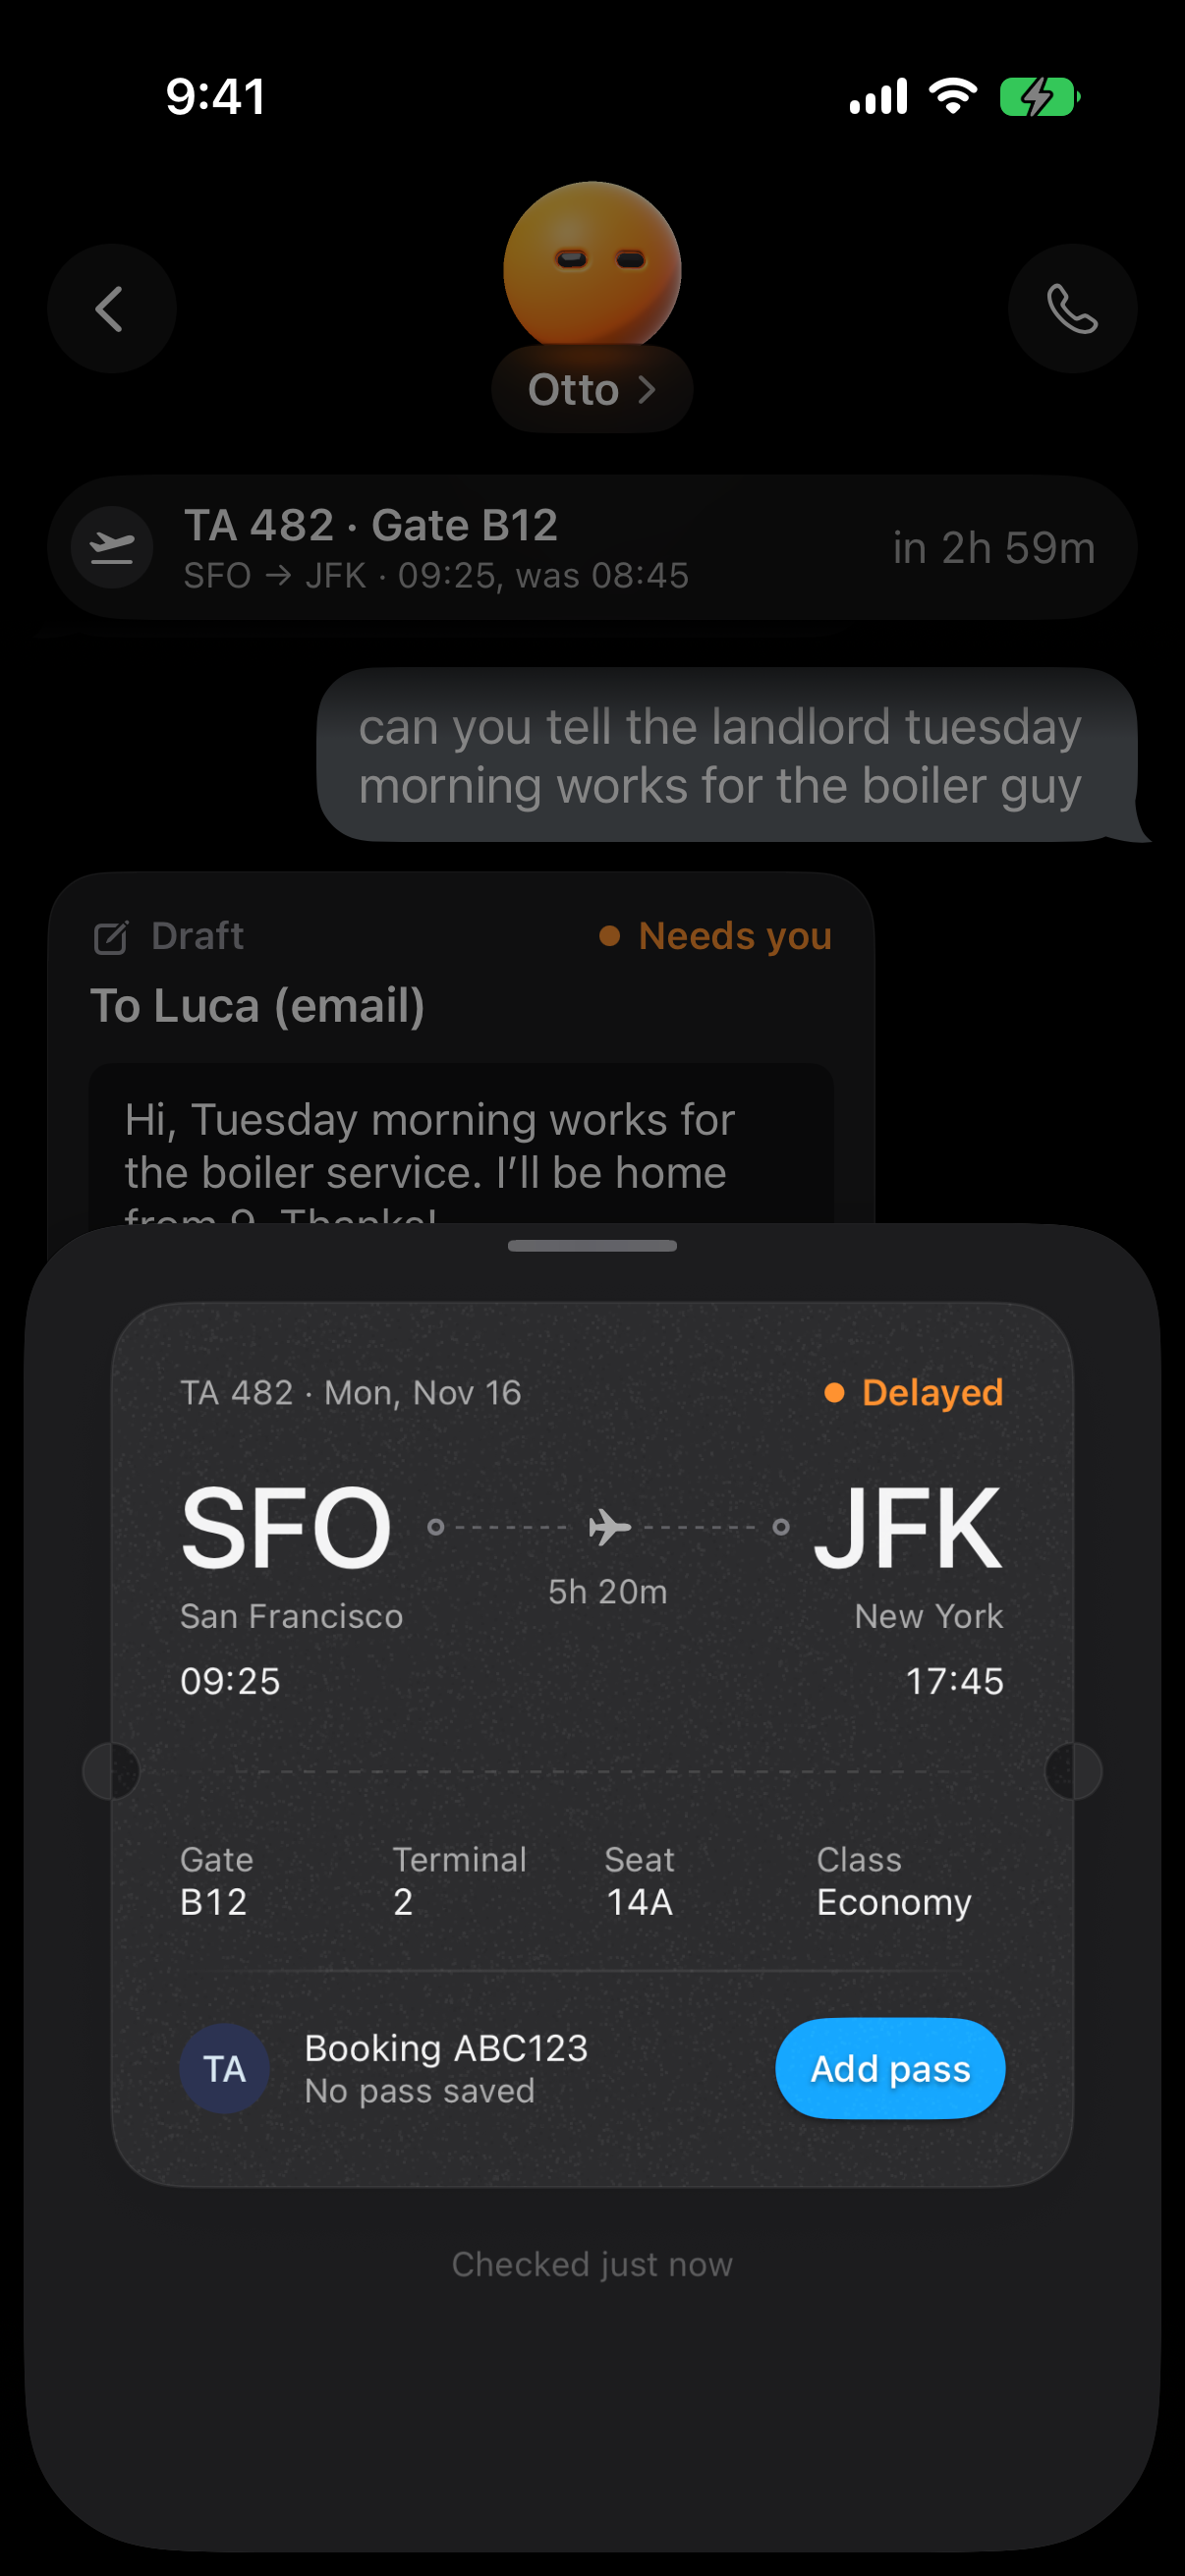 9:41
Otto
TA 482 · Gate B12
SFO → JFK · 09:25, was 08:45
in 2h 59m
can you tell the landlord tuesday
morning works for the boiler guy
Draft
Needs you
To Luca (email)
Hi, Tuesday morning works for
the boiler service. I’ll be home
from 9. Thanks!
TA 482 · Mon, Nov 16
Delayed
SFO
JFK
5h 20m
San Francisco
New York
09:25
17:45
Gate
Terminal
Seat
Class
B12
2
14A
Economy
TA
Booking ABC123
No pass saved
Add pass
Checked just now